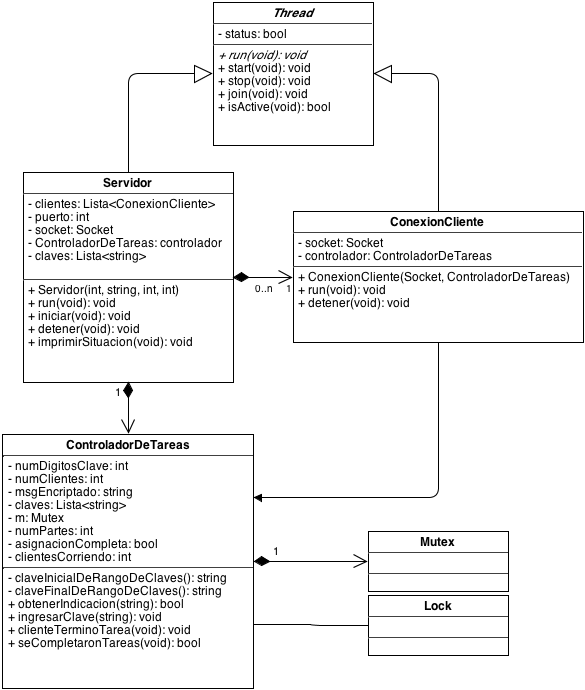 Thread
- status: bool
+ run(void): void
+ start(void): void
+ stop(void): void
+ join(void): void
+ isActive(void): bool
Servidor
- clientes: Lista<ConexionCliente>
- puerto: int
- socket: Socket
- ControladorDeTareas: controlador
- claves: Lista<string>
+ Servidor(int, string, int, int)
+ run(void): void
+ iniciar(void): void
+ detener(void): void
+ imprimirSituacion(void): void
ConexionCliente
- socket: Socket
- controlador: ControladorDeTareas
+ ConexionCliente(Socket, ControladorDeTareas)
+ run(void): void
+ detener(void): void
0..n
1
1
ControladorDeTareas
- numDigitosClave: int
- numClientes: int
- msgEncriptado: string
- claves: Lista<string>
- m: Mutex
- numPartes: int
- asignacionCompleta: bool
- clientesCorriendo: int
- claveInicialDeRangoDeClaves(): string
- claveFinalDeRangoDeClaves(): string
+ obtenerIndicacion(string): bool
+ ingresarClave(string): void
+ clienteTerminoTarea(void): void
+ seCompletaronTareas(void): bool
1
Mutex
Lock